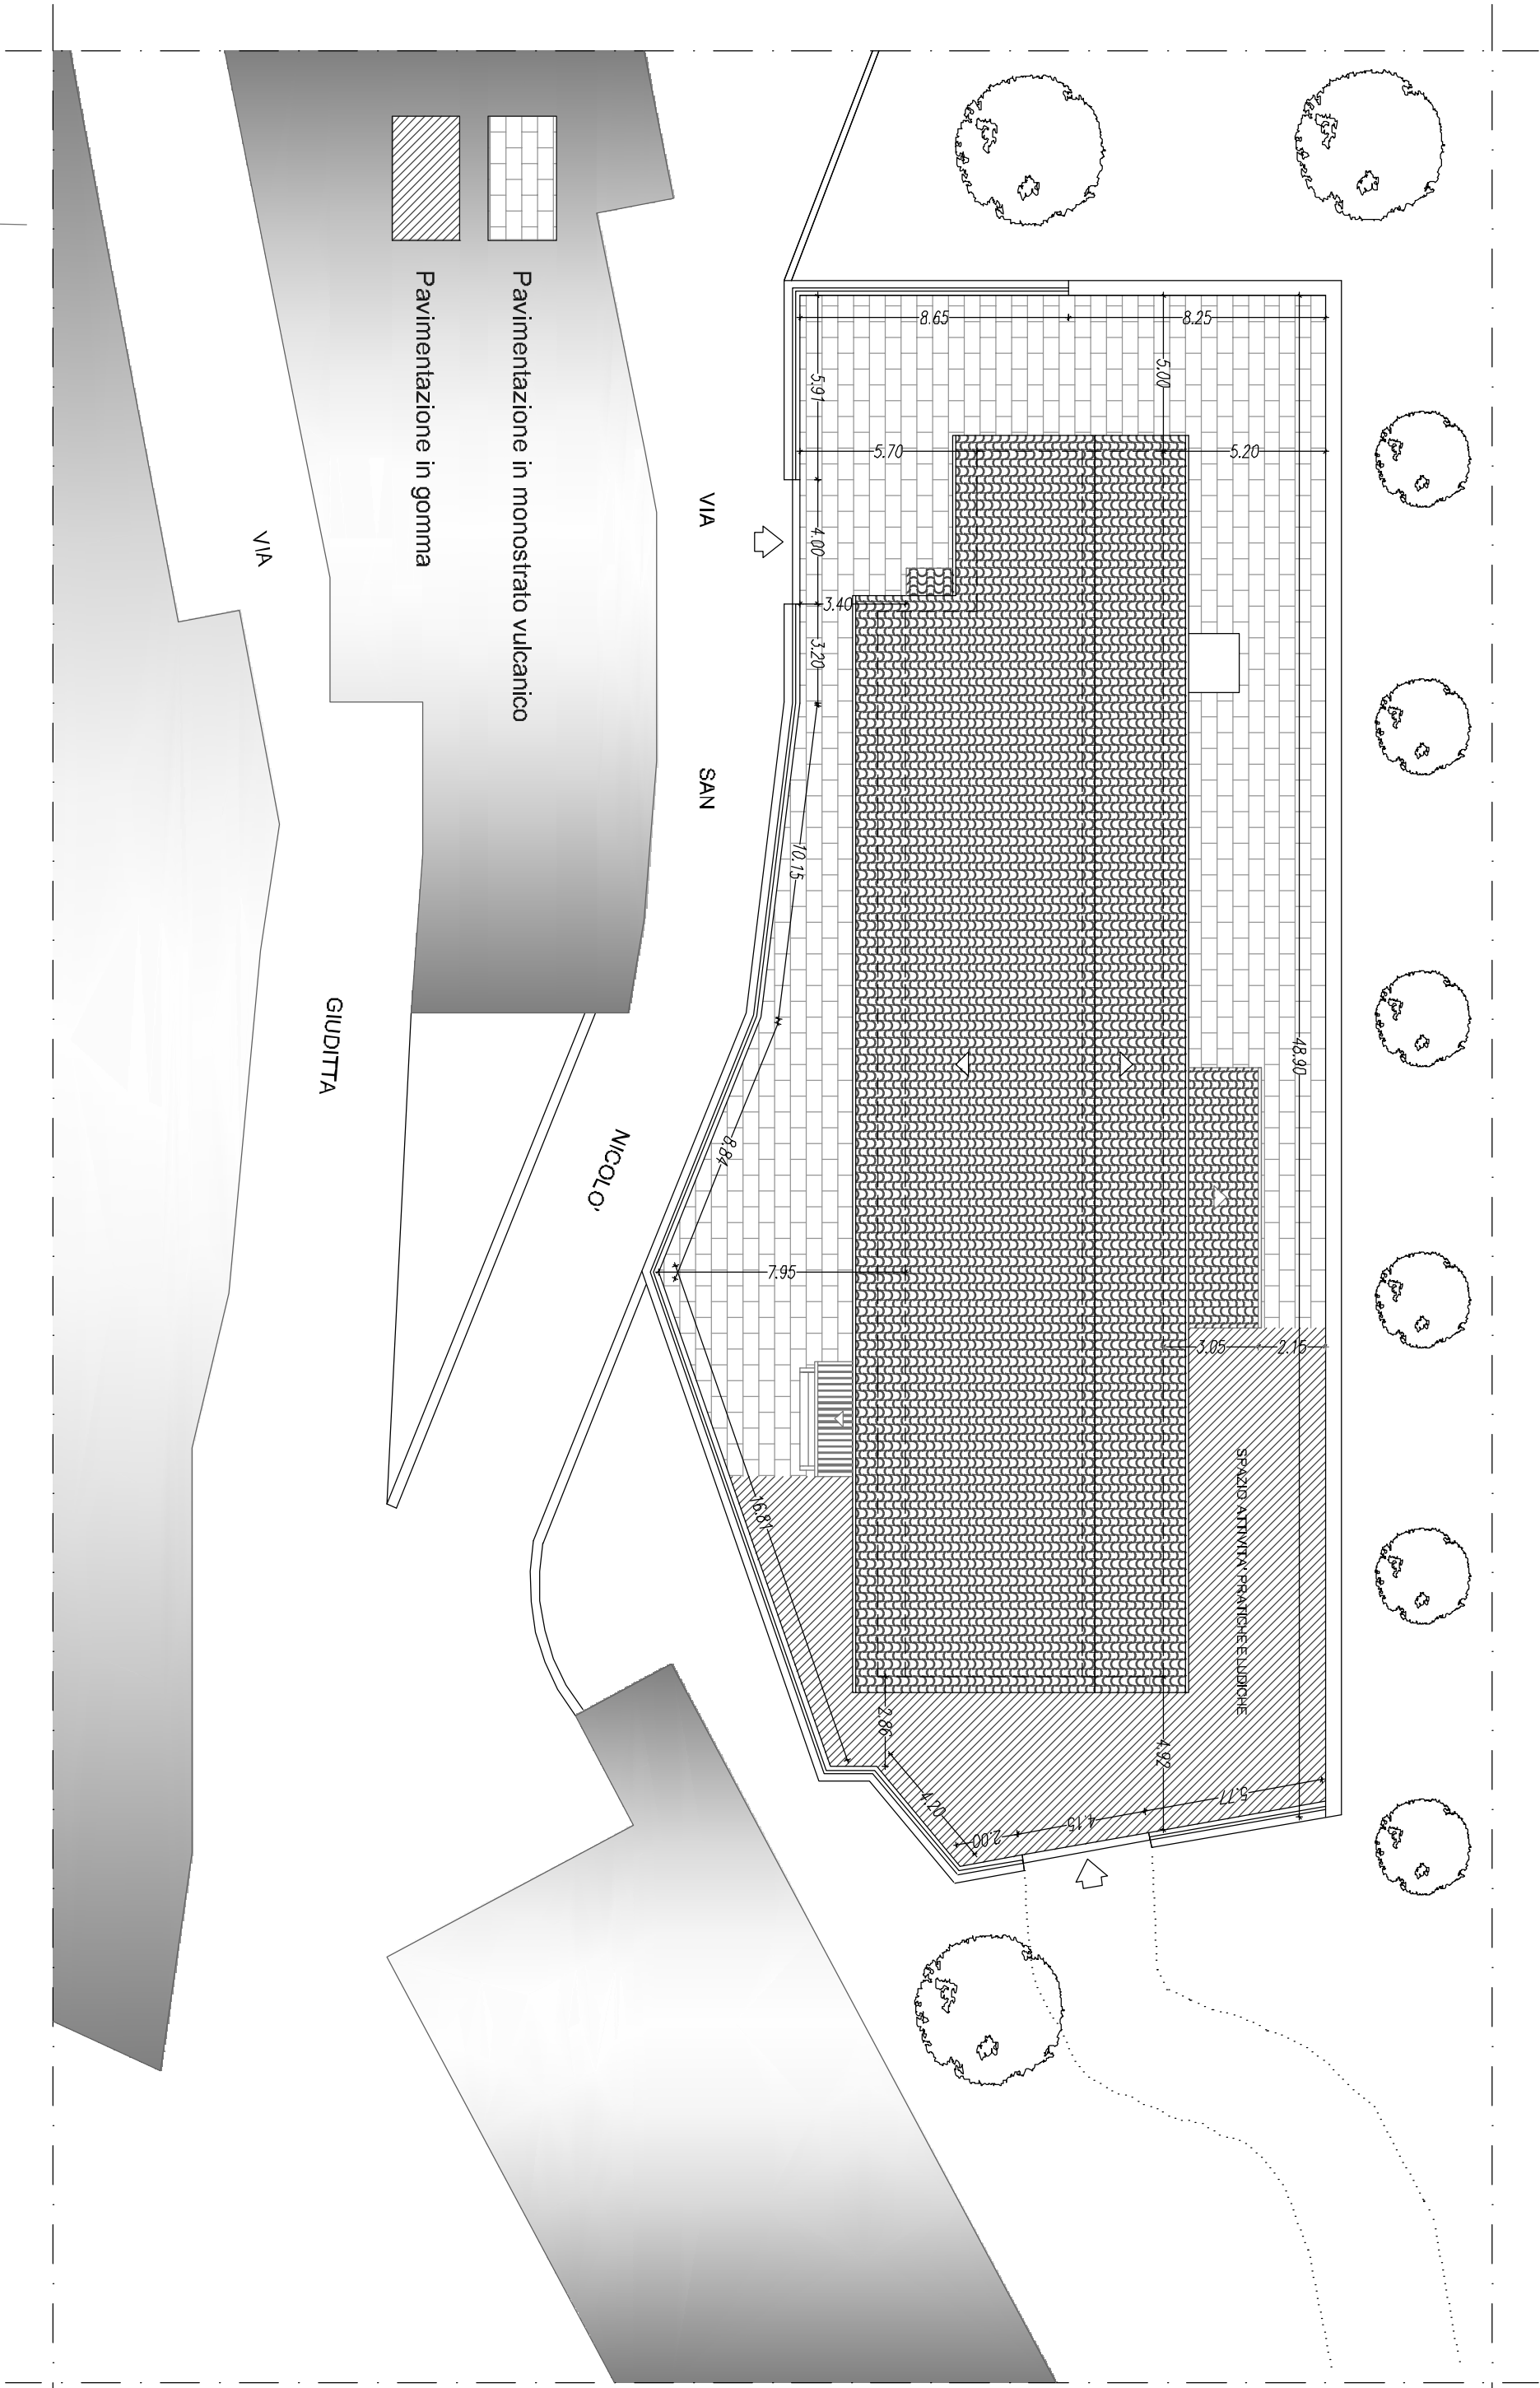 Pavimentazione in monostrato vulcanico
Pavimentazione in gomma
VIA
SAN
NICOLO'
VIA
GIUDITTA
SPAZIO ATTIVITA' PRATICHE E LUDICHE
8.65
8.25
5.00
5.91
5.70
5.20
4.00
3.40
3.20
10.15
48.90
8.84
7.95
3.05
2.15
16.81
2.86
4.92
4.20
2.00
4.15
5.77